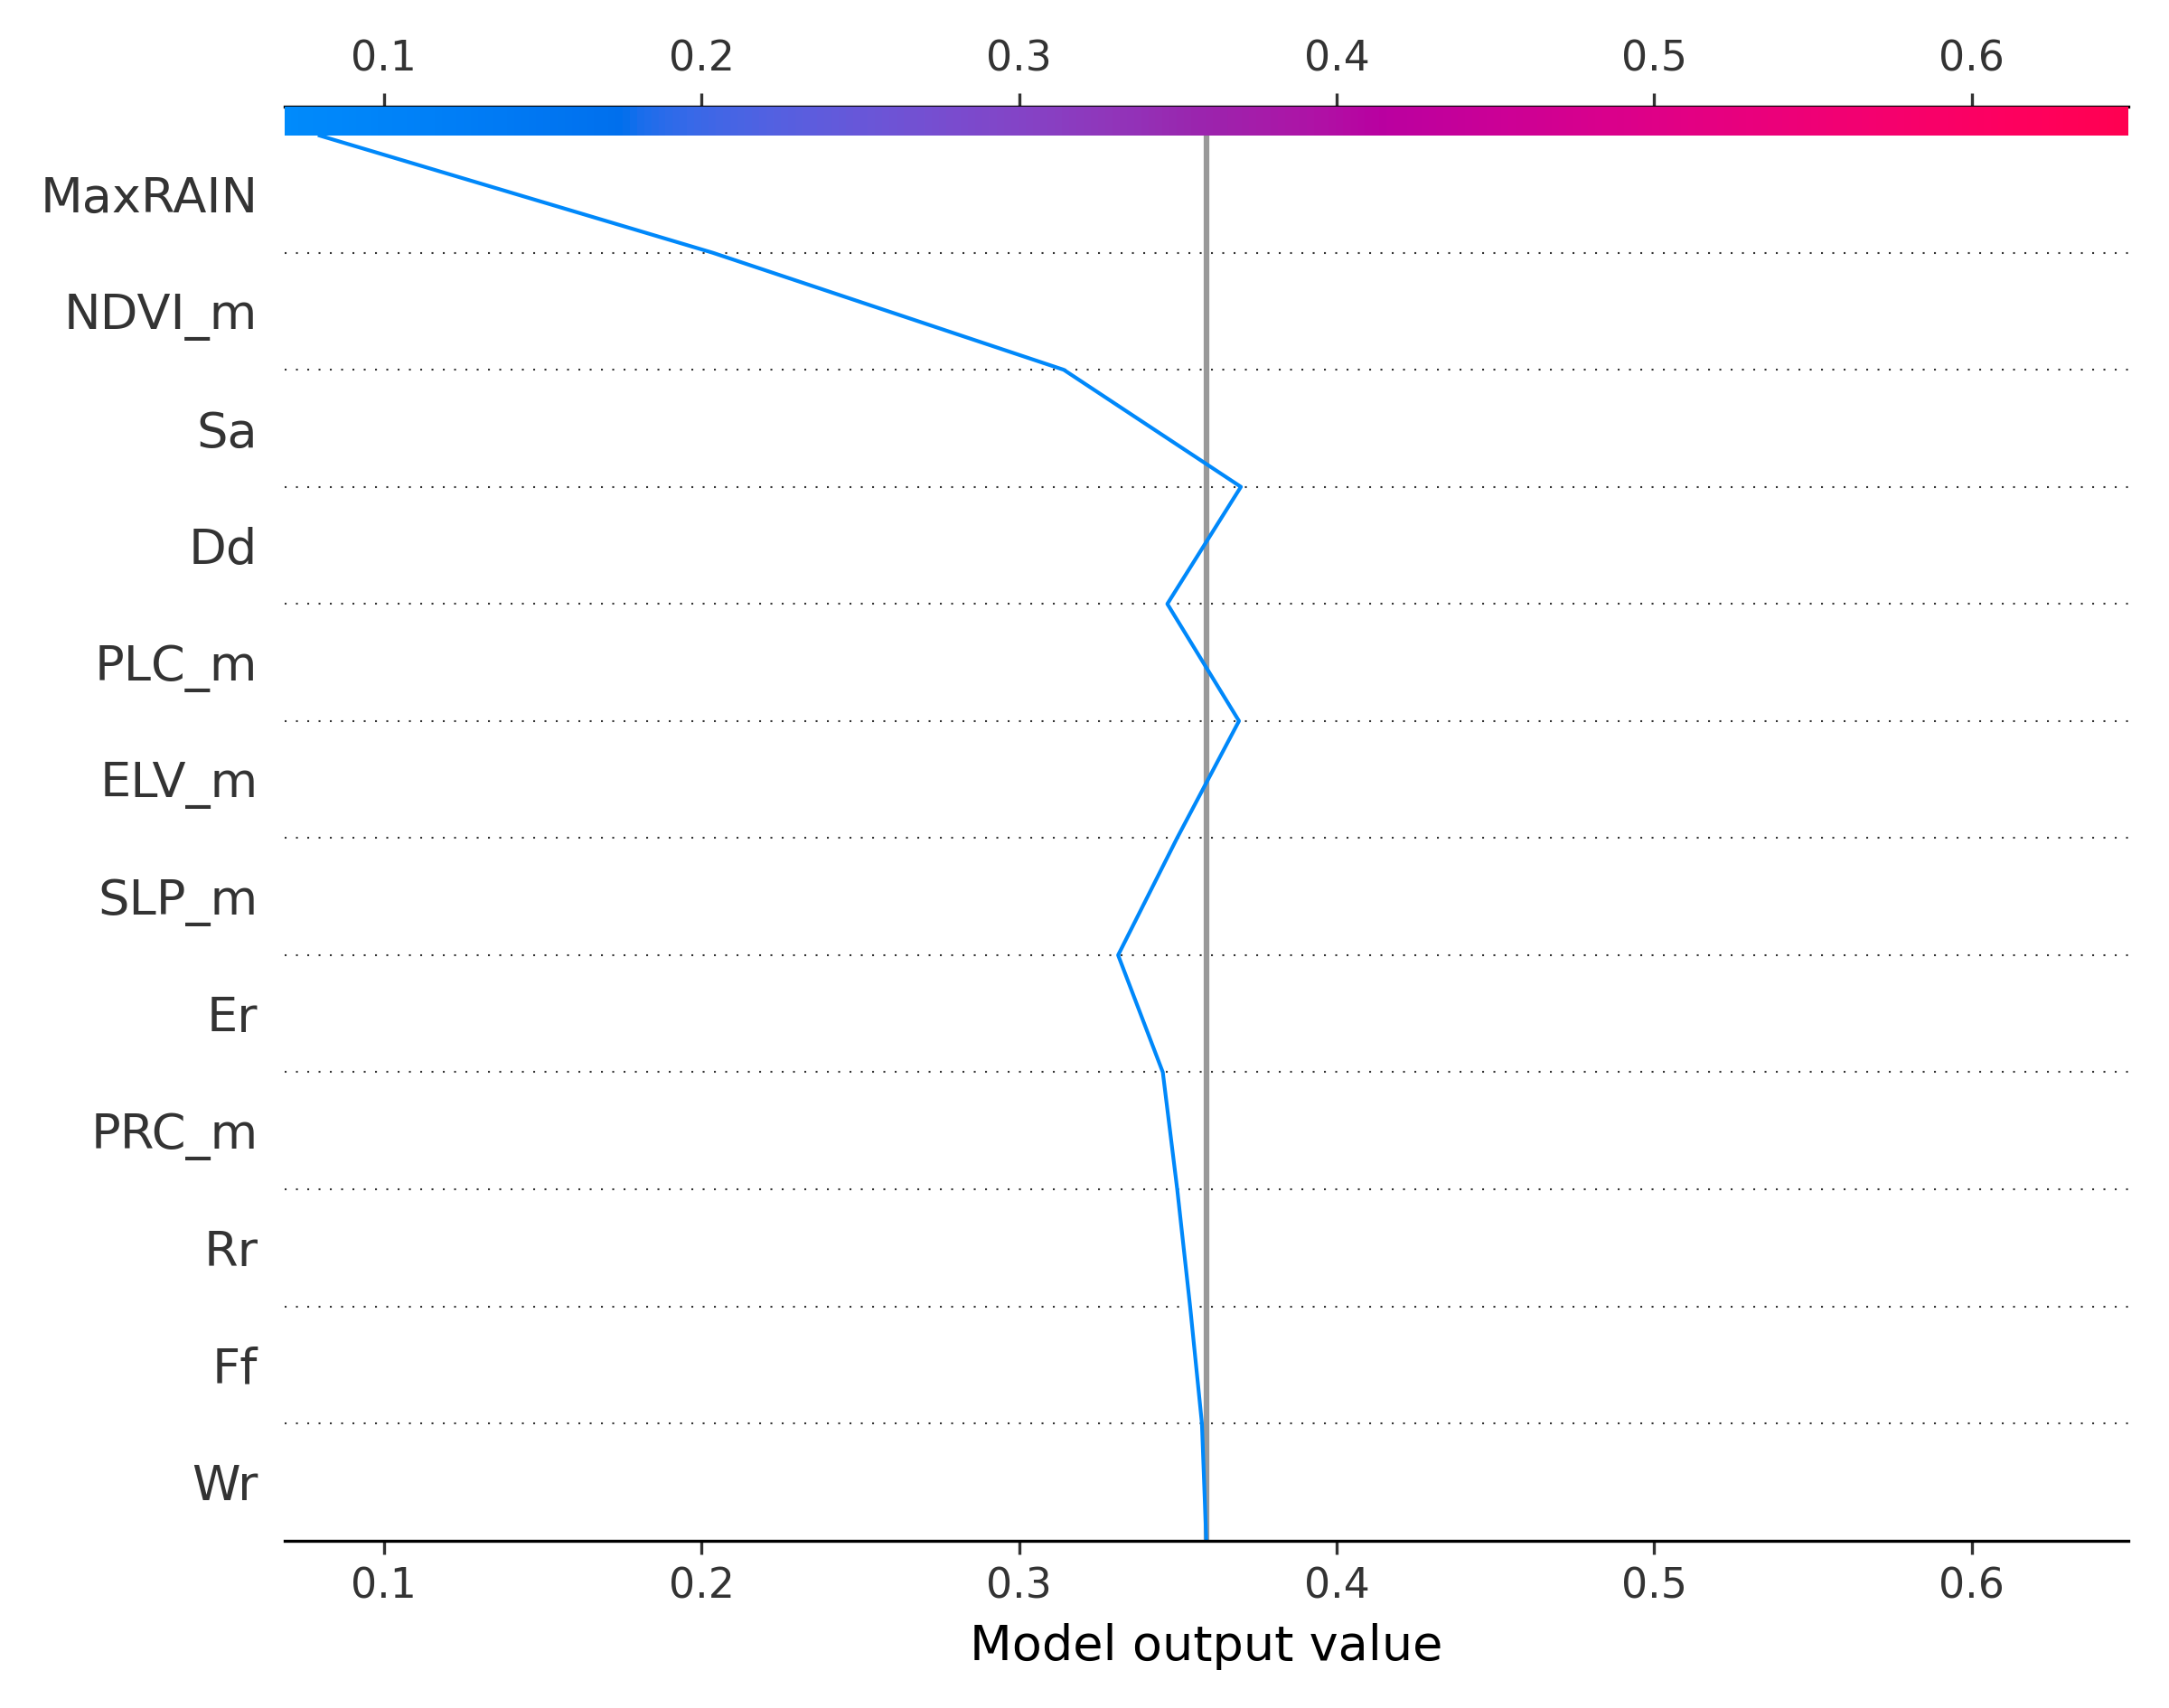 0.1 0.2 0.3 0.4 0.5 0.6
MaxRAIN
NDVI_m
Sa
Dd
PLC_m
ELV_m
SLP_m
Er
PRC_m
Rr
Ff
Wr
0.1 0.2 0.3 0.4 0.5 0.6
Model output value